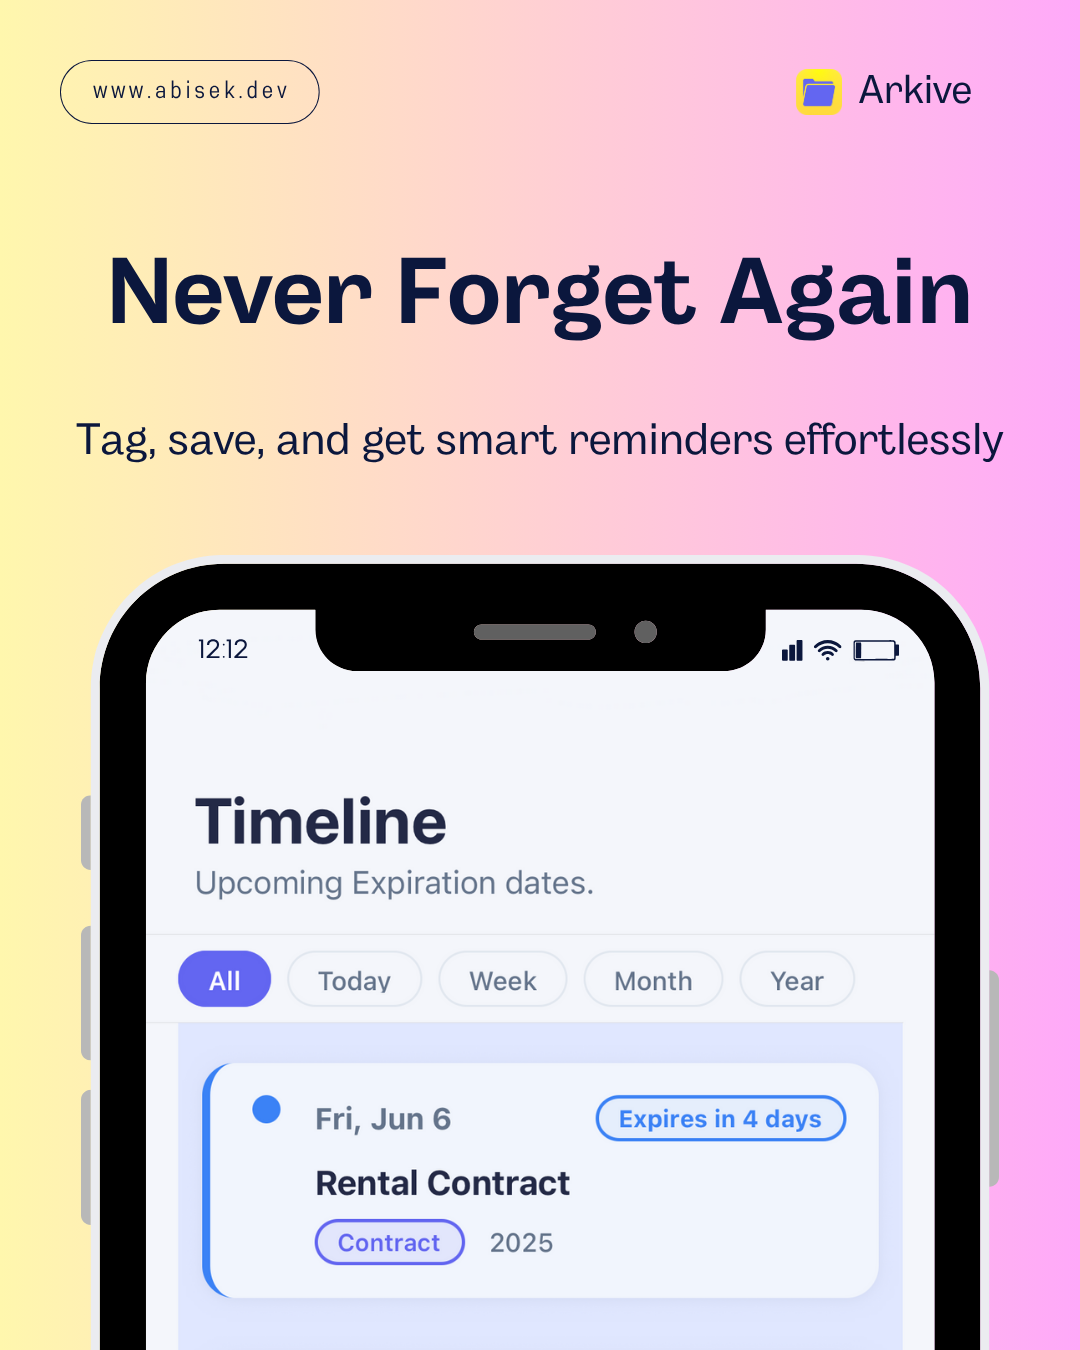 www.abisek.dev
Arkive
Never Forget Again
Tag, save, and get smart reminders effortlessly
12:12
Timeline
Upcoming Expiration dates.
All Today Week Month Year
Fri, Jun 6 Expires in 4 days
Rental Contract
Contract 2025